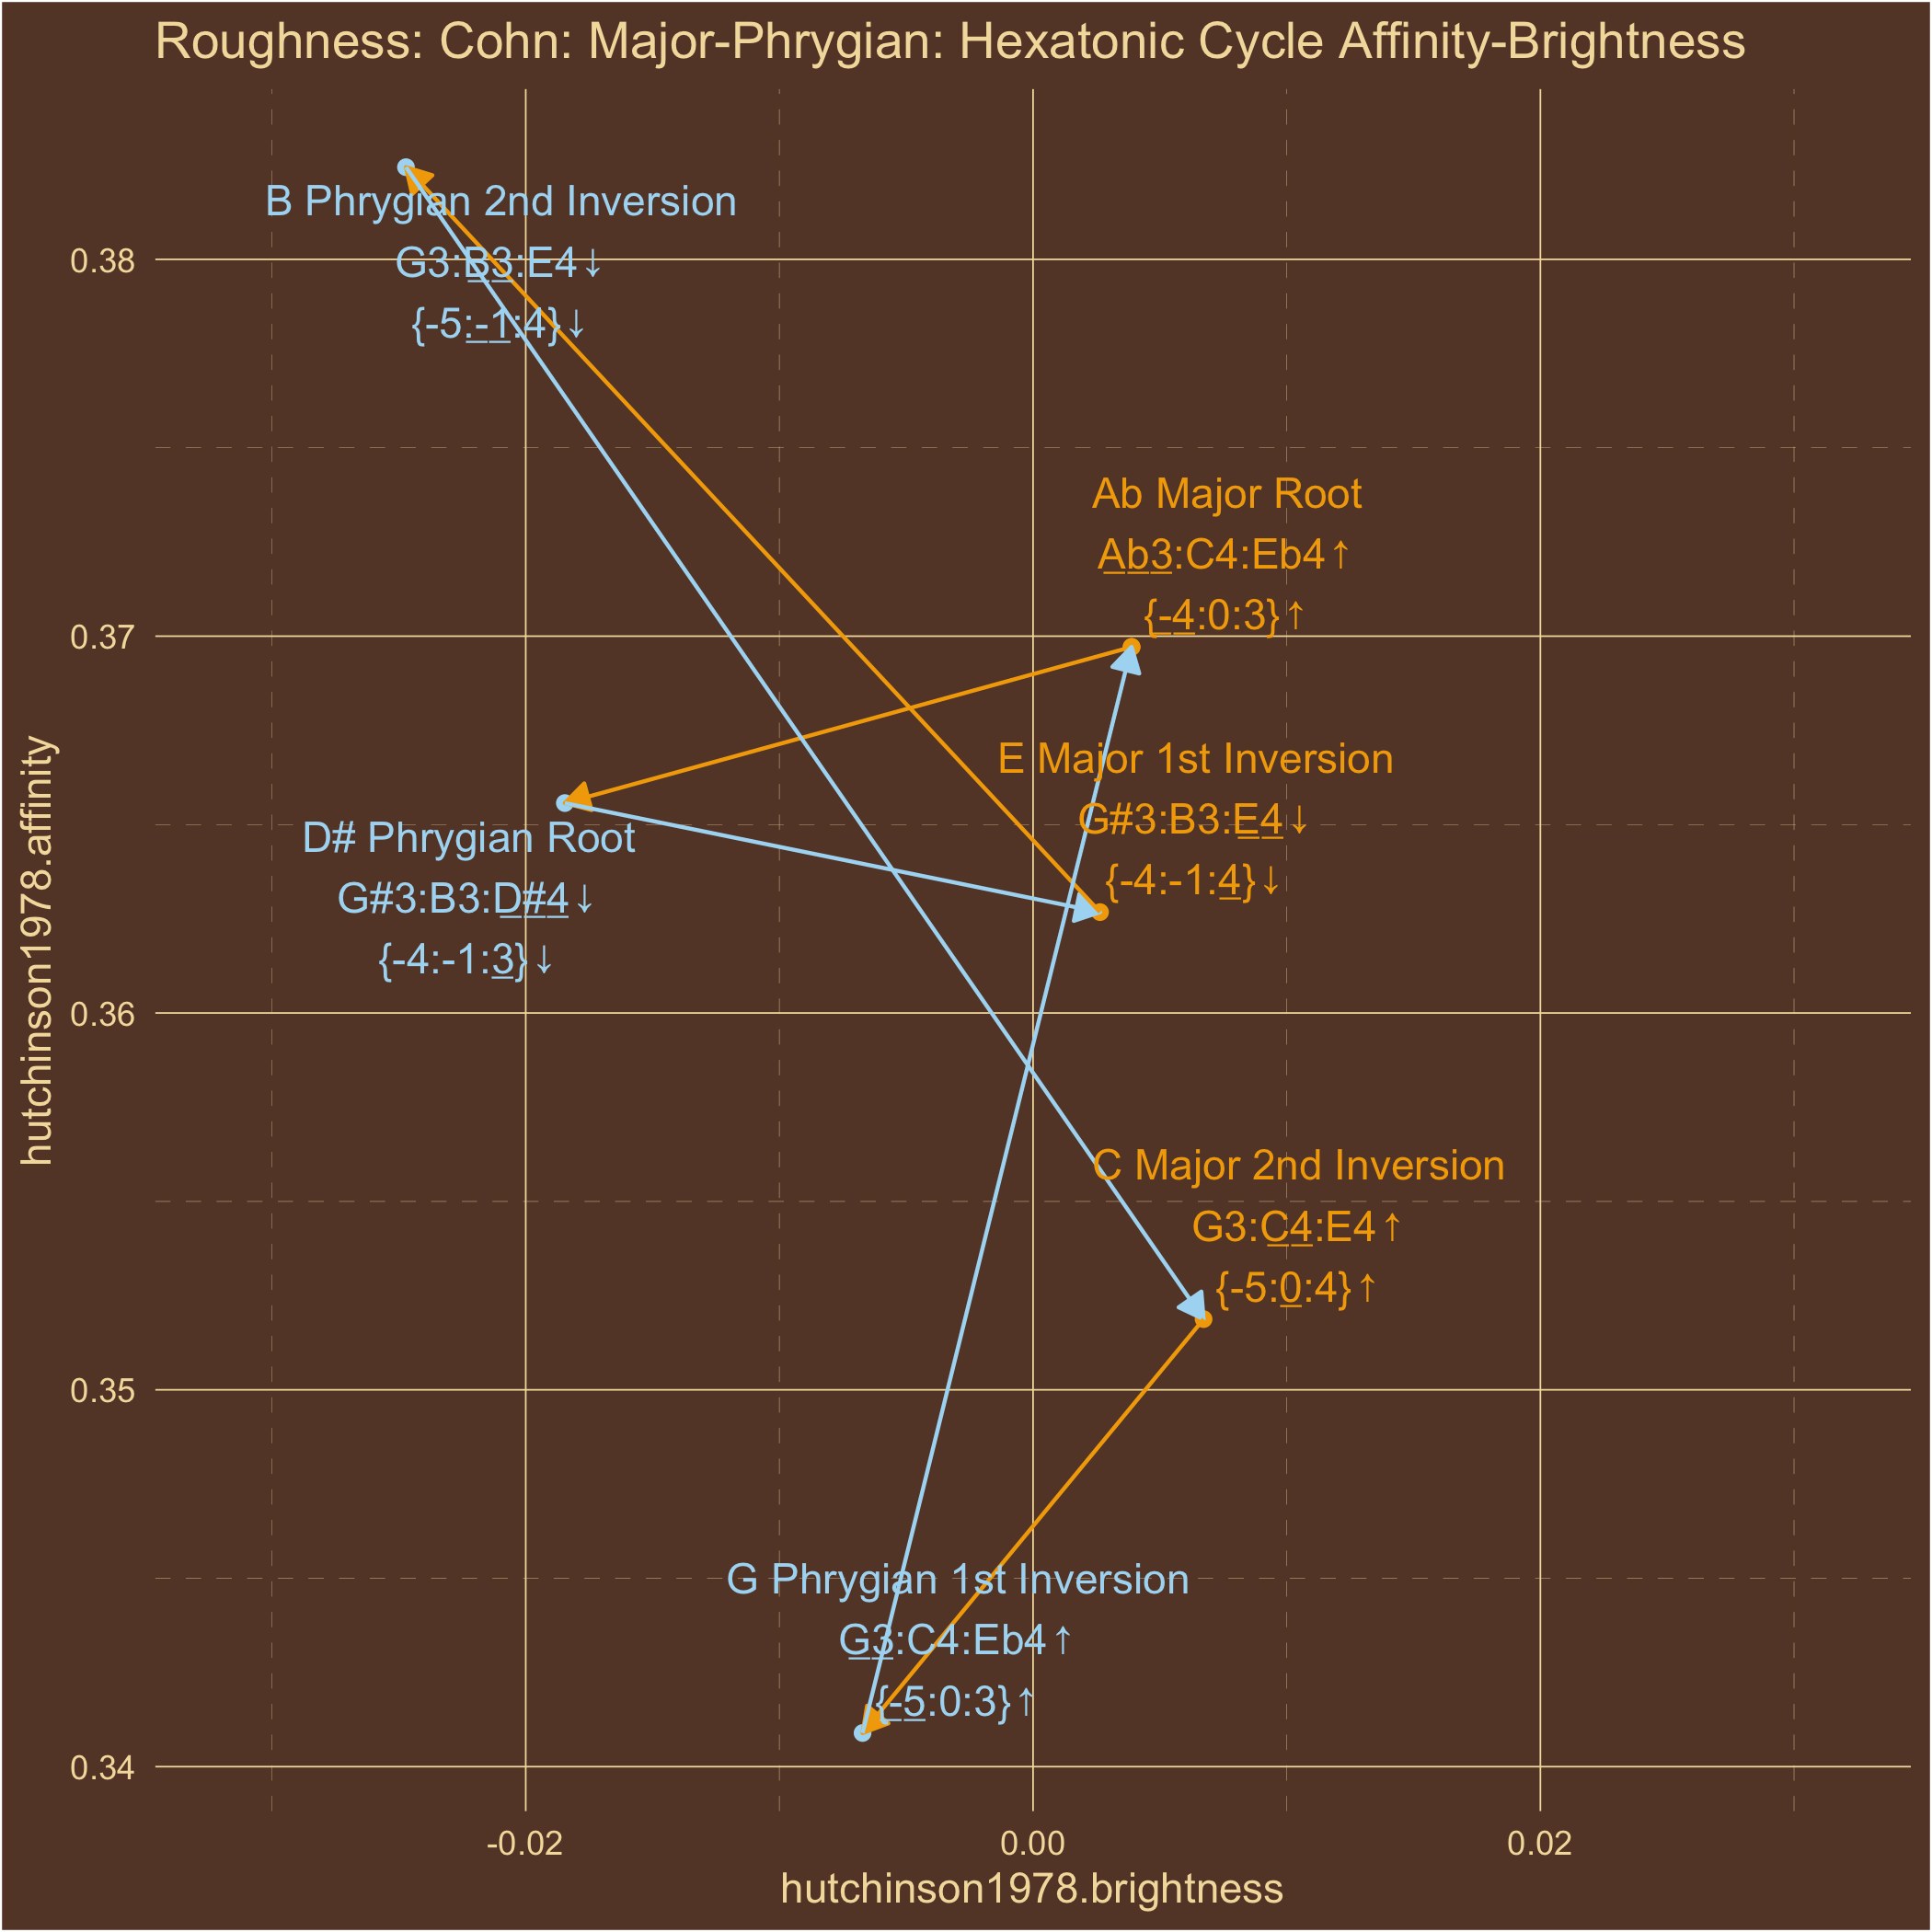 Roughness: Cohn: Major-Phrygian: Hexatonic Cycle Affinity-Brightness
hutchinson1978.affinity
0.38
0.37
0.36
0.35
0.34
B Phrygian 2nd Inversion
G3:B3:E4↓
{-5:-1:4}↓
Ab Major Root
Ab3:C4:Eb4↑
{-4:0:3}↑
E Major 1st Inversion
G#3:B3:E4↓
{-4:-1:4}↓
D# Phrygian Root
G#3:B3:D#4↓
{-4:-1:3}↓
C Major 2nd Inversion
G3:C4:E4↑
{-5:0:4}↑
G Phrygian 1st Inversion
G3:C4:Eb4↑
{-5:0:3}↑
-0.02
0.00
0.02
hutchinson1978.brightness